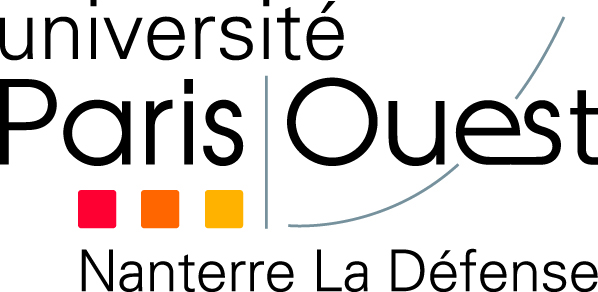 université
Paris Ouest
Nanterre La Défense